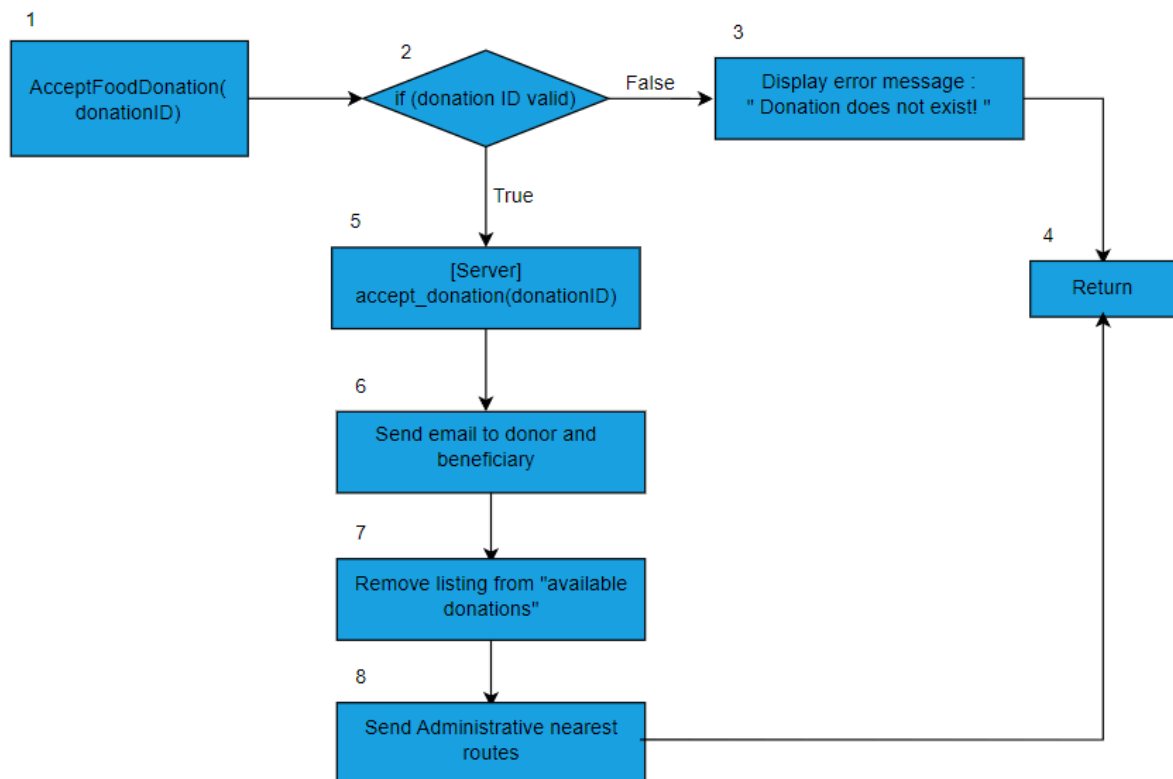 1
AcceptFoodDonation(
donationID)
2
if (donation ID valid)
False
3
Display error message :
" Donation does not exist! "
True
4
Return
5
[Server]
accept_donation(donationID)
6
Send email to donor and
beneficiary
7
Remove listing from "available
donations"
8
Send Administrative nearest
routes